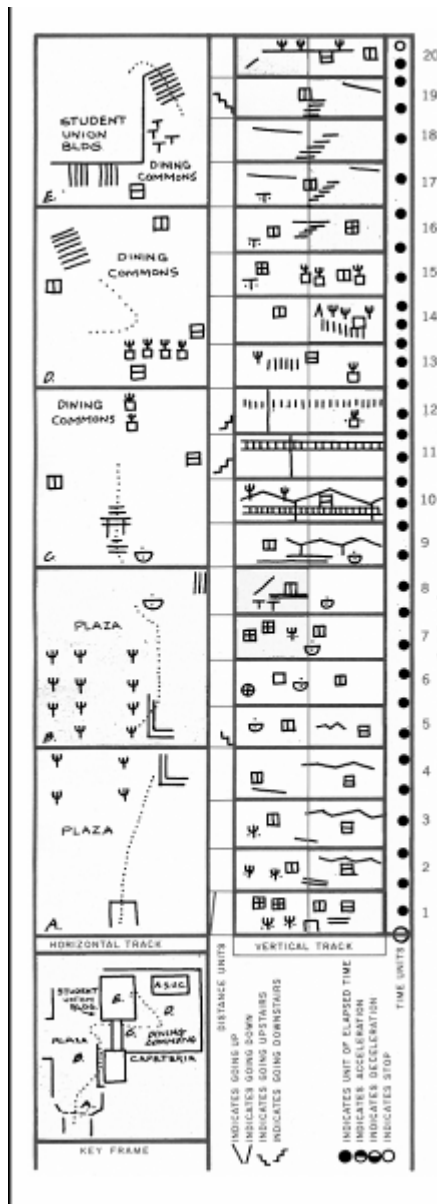 20
19
STUDENT
UNION
BLDG.
DINING
COMMONS
18
E.
17
16
DINING
COMMONS
15
14
D.
13
DINING
COMMONS
12
11
10
C.
9
PLAZA
8
7
6
B.
5
4
PLAZA
3
2
A.
1
HORIZONTAL TRACK
VERTICAL TRACK
DISTANCE UNITS
TIME UNITS
STUDENT
UNION
BLDG.
A.S.U.C.
E.
D.
C.
DINING
COMMONS
PLAZA
B.
CAFETERIA
A.
KEY FRAME
INDICATES GOING UP
INDICATES GOING DOWN
INDICATES GOING UPSTAIRS
INDICATES GOING DOWNSTAIRS
INDICATES UNIT OF ELAPSED TIME
INDICATES ACCELERATION
INDICATES DECELERATION
INDICATES STOP